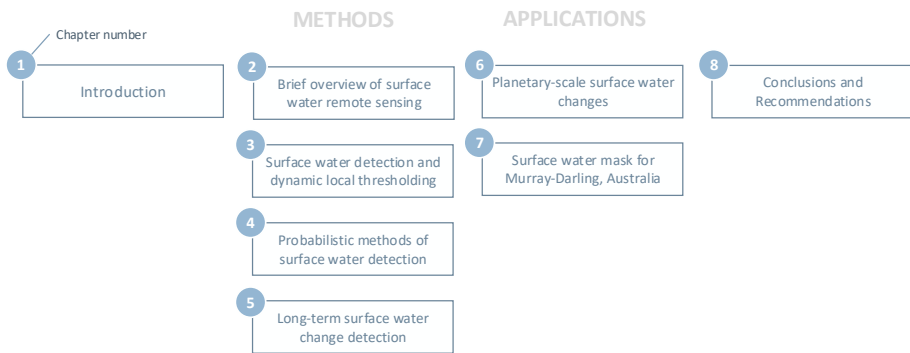 METHODS
APPLICATIONS
Chapter number
1
Introduction
2
Brief overview of surface
water remote sensing
3
Surface water detection and
dynamic local thresholding
4
Probabilistic methods of
surface water detection
5
Long-term surface water
change detection
6
Planetary-scale surface water
changes
7
Surface water mask for
Murray-Darling, Australia
8
Conclusions and
Recommendations